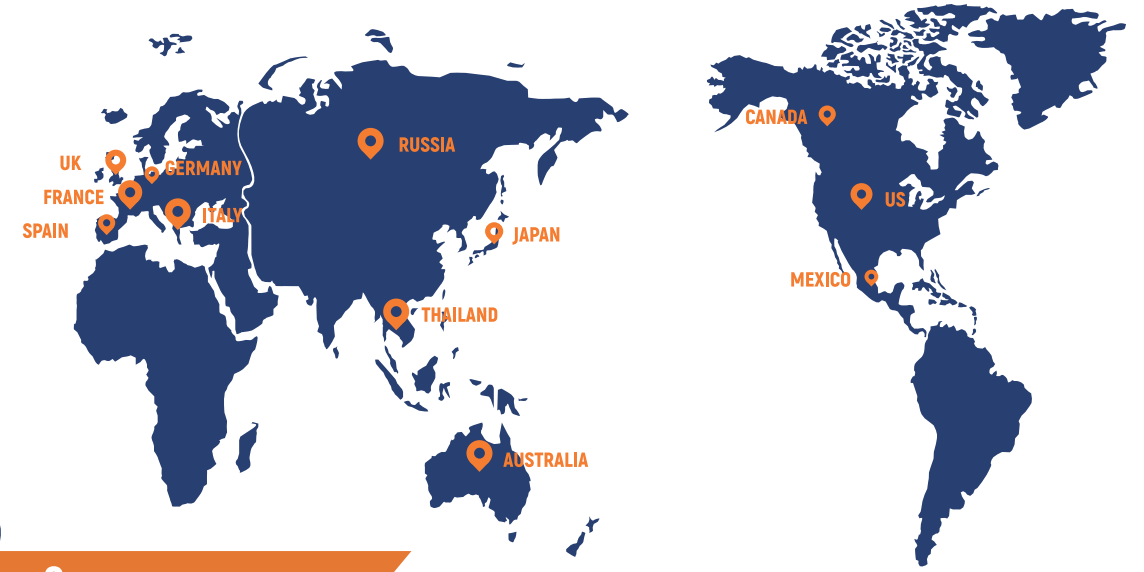 RUSSIA
UK
GERMANY
FRANCE
ITALY
SPAIN
JAPAN
THAILAND
AUSTRALIA
CANADA
US
MEXICO